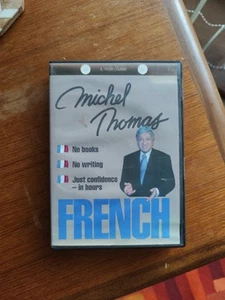 Michel
Thomas
No books
No writing
Just confidence
– in hours
FRENCH